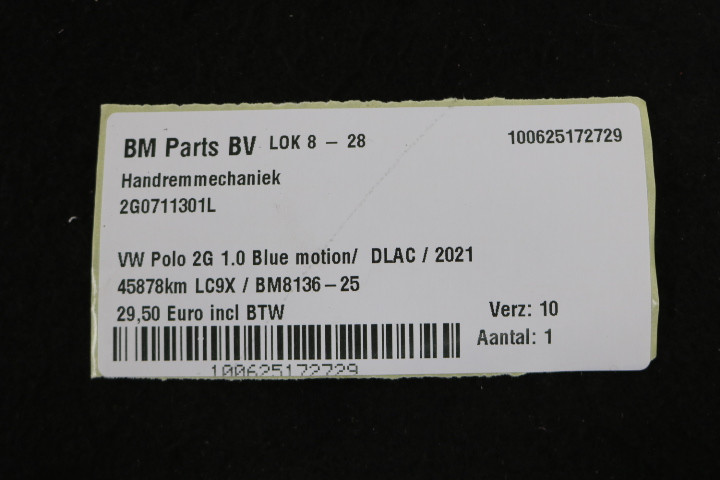 BM Parts BV LOK 8 – 28 100625172729
Handremmechaniek
2G0711301L
VW Polo 2G 1.0 Blue motion/ DLAC / 2021
45878km LC9X / BM8136–25
29,50 Euro incl BTW Verz: 10
Aantal: 1
100625172729